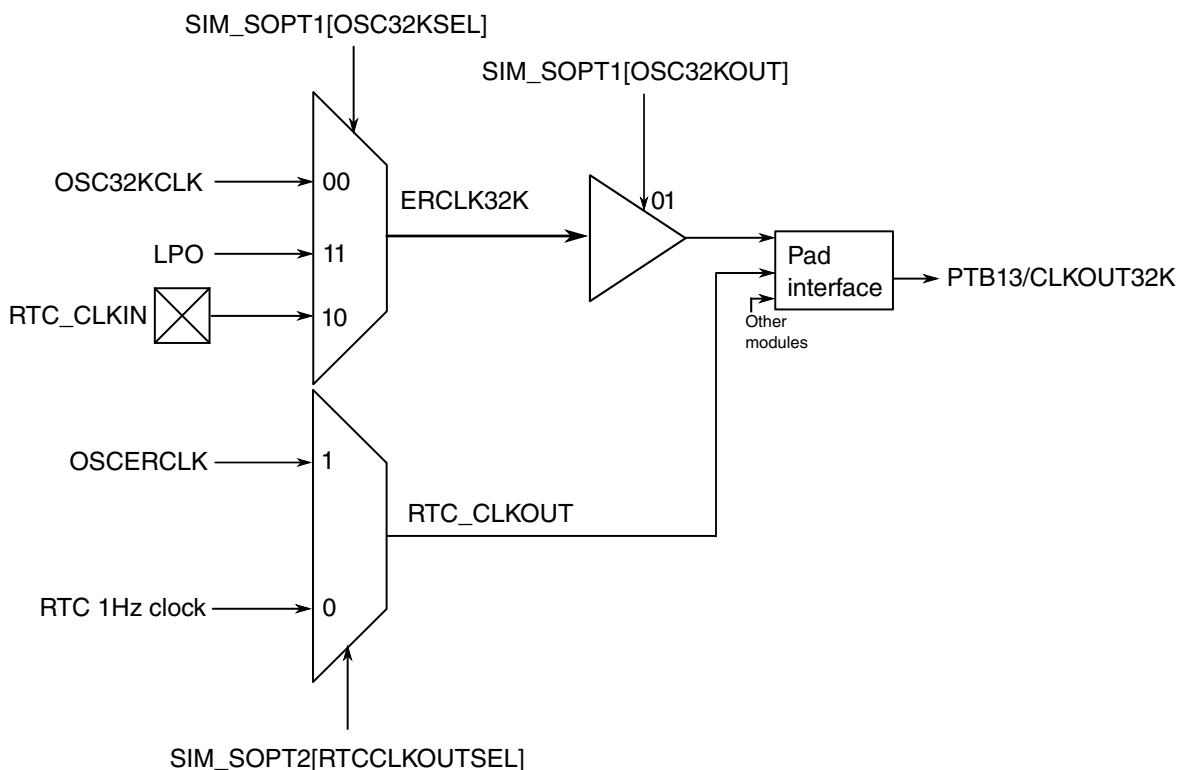 SIM_SOPT1[OSC32KSEL]
SIM_SOPT1[OSC32KOUT]
OSC32KCLK
00
ERCLK32K
01
LPO
11
RTC_CLKIN
10
Pad
interface
PTB13/CLKOUT32K
Other
modules
OSCERCLK
1
RTC_CLKOUT
RTC 1Hz clock
0
SIM_SOPT2[RTCCLKOUTSEL]